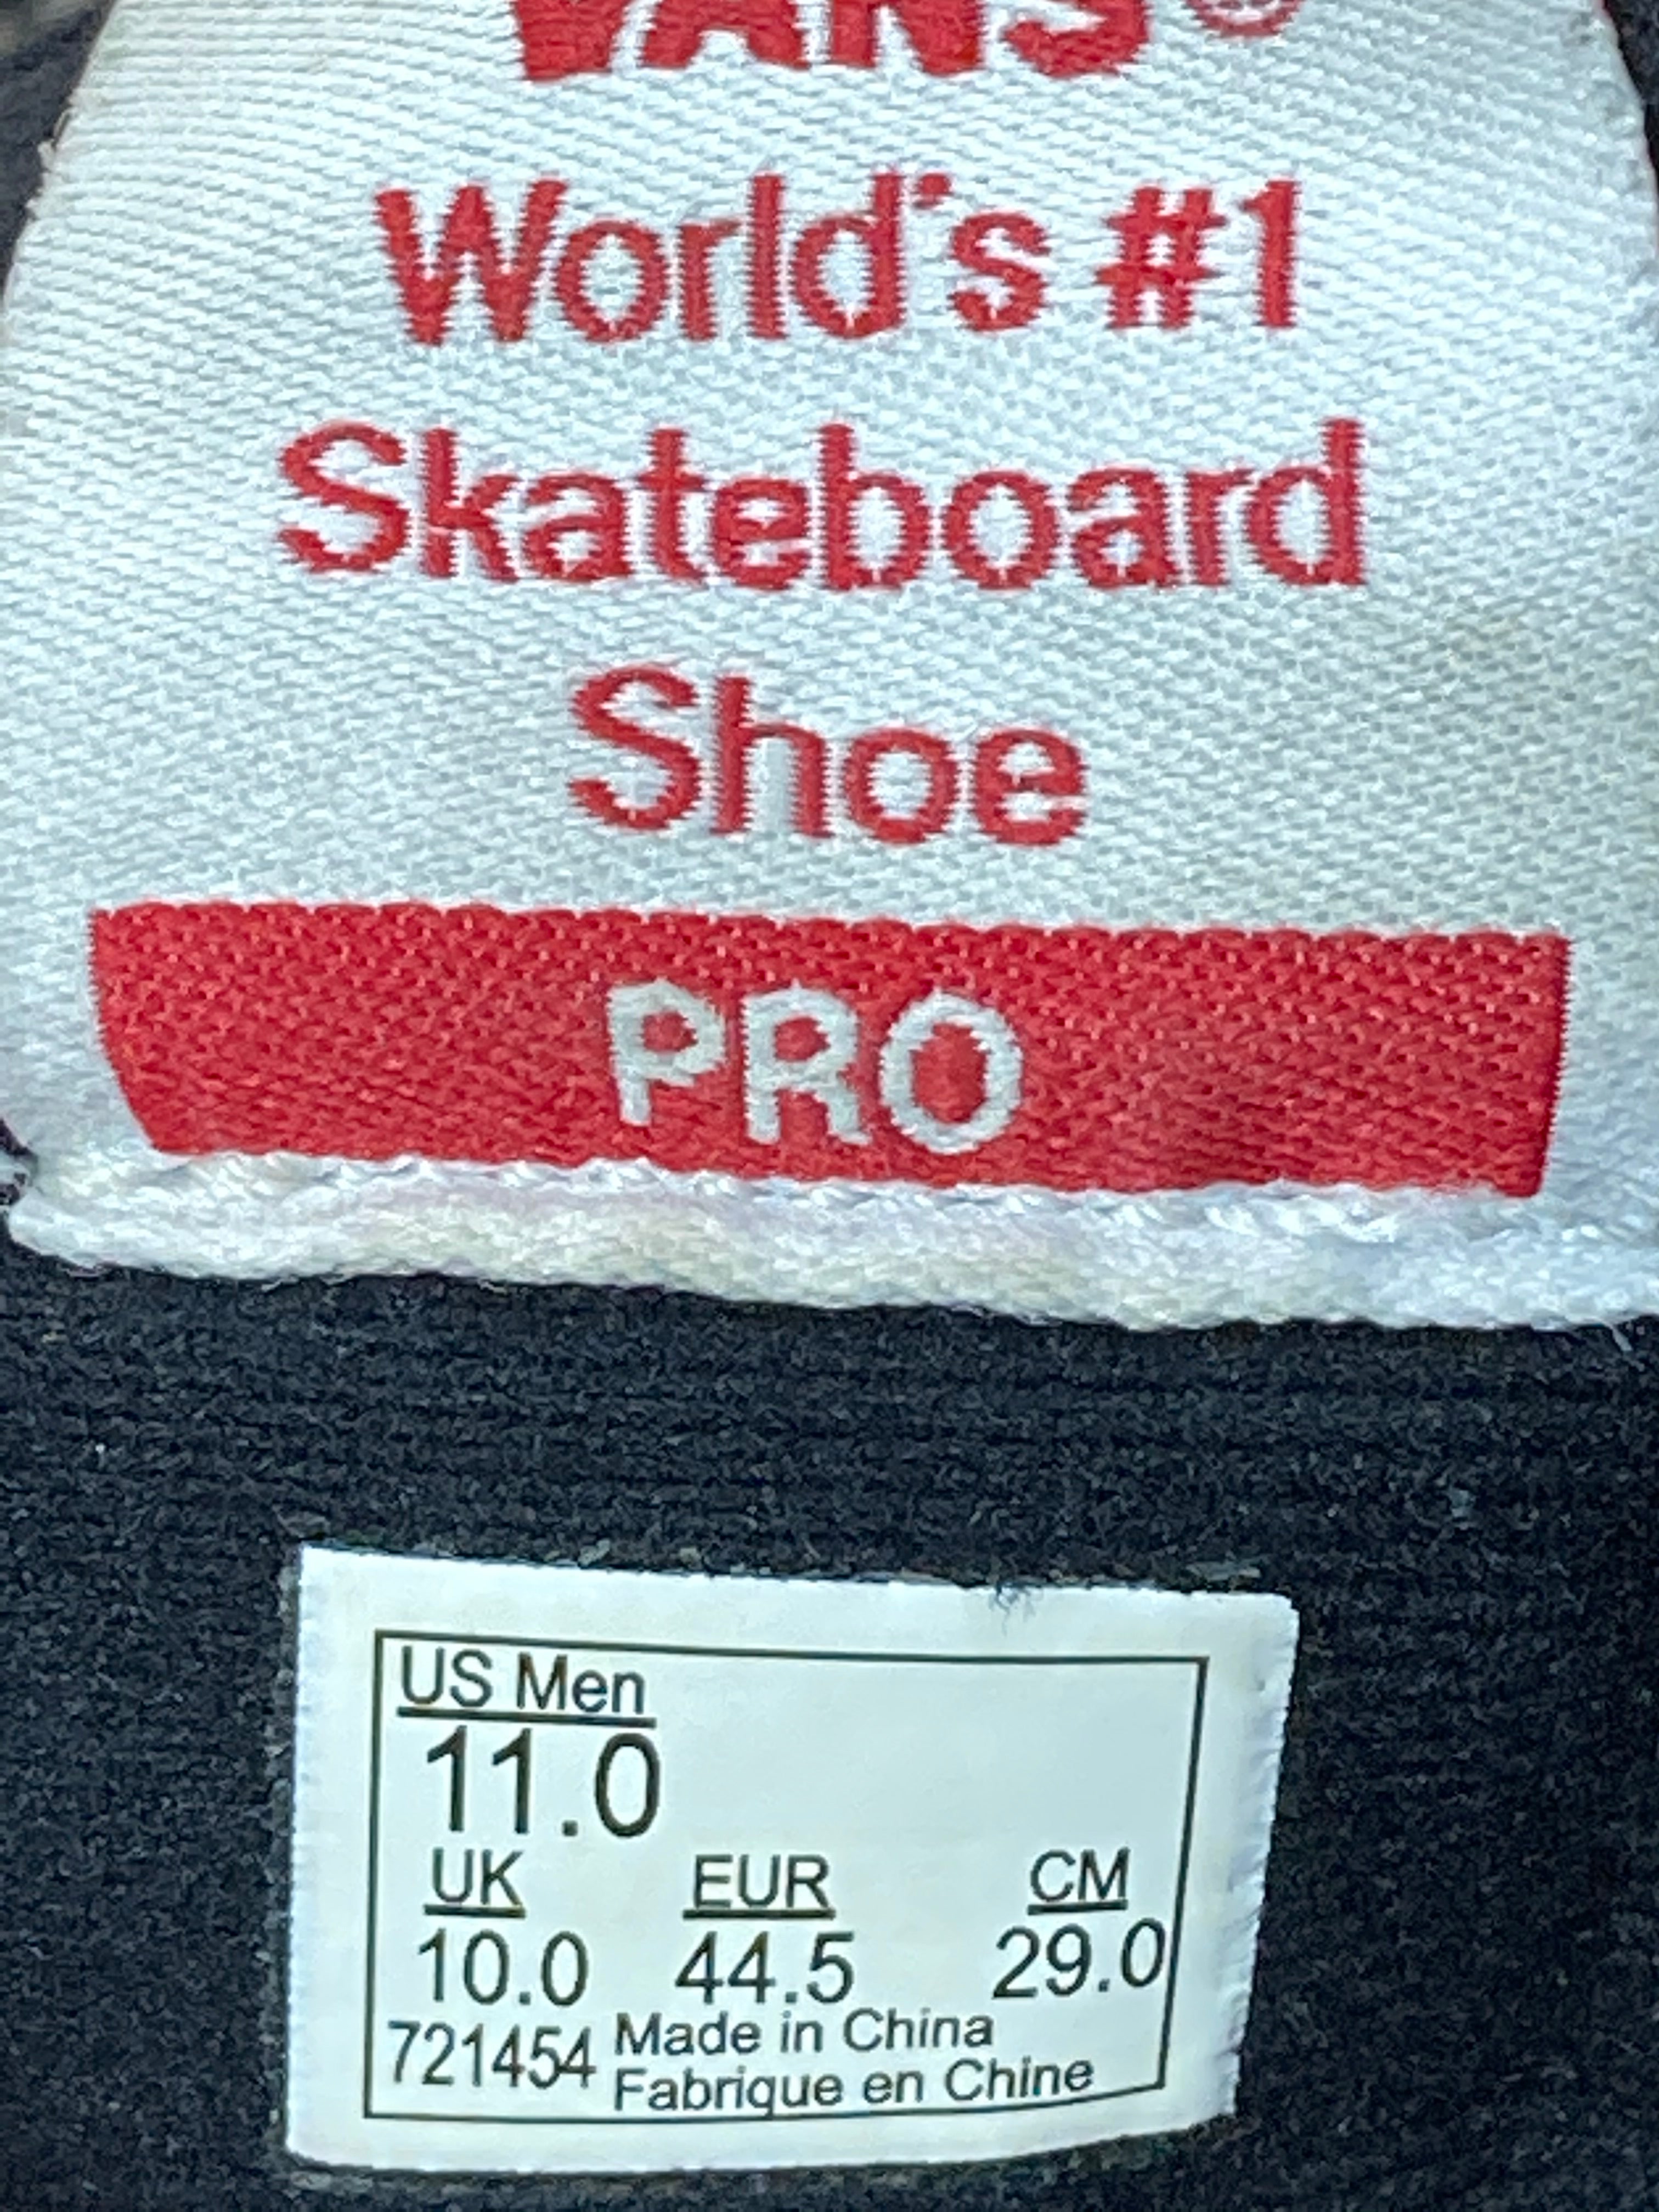 VANS®
World's #1
Skateboard
Shoe
PRO
US Men
11.0
UK EUR CM
10.0 44.5 29.0
721454 Made in China
Fabrique en Chine